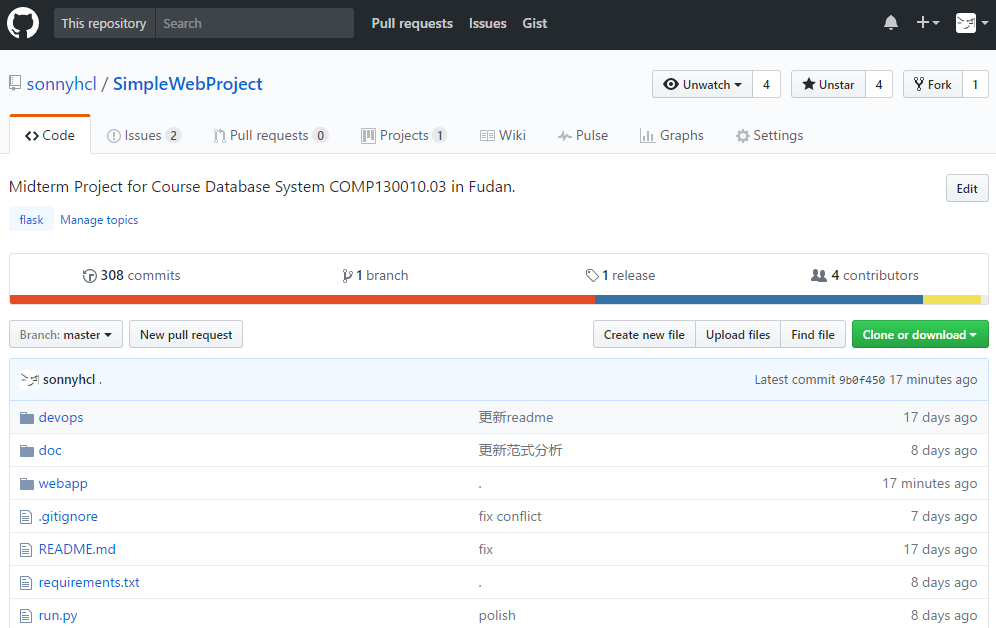 This repository Search Pull requests Issues Gist
sonnyhcl / SimpleWebProject Unwatch 4 Unstar 4 Fork 1
Code Issues 2 Pull requests 0 Projects 1 Wiki Pulse Graphs Settings
Midterm Project for Course Database System COMP130010.03 in Fudan. Edit
flask Manage topics
308 commits 1 branch 1 release 4 contributors
Branch: master New pull request Create new file Upload files Find file Clone or download
sonnyhcl . Latest commit 9b0f450 17 minutes ago
devops 更新readme 17 days ago
doc 更新范式分析 8 days ago
webapp . 17 minutes ago
.gitignore fix conflict 7 days ago
README.md fix 17 days ago
requirements.txt . 8 days ago
run.py polish 8 days ago